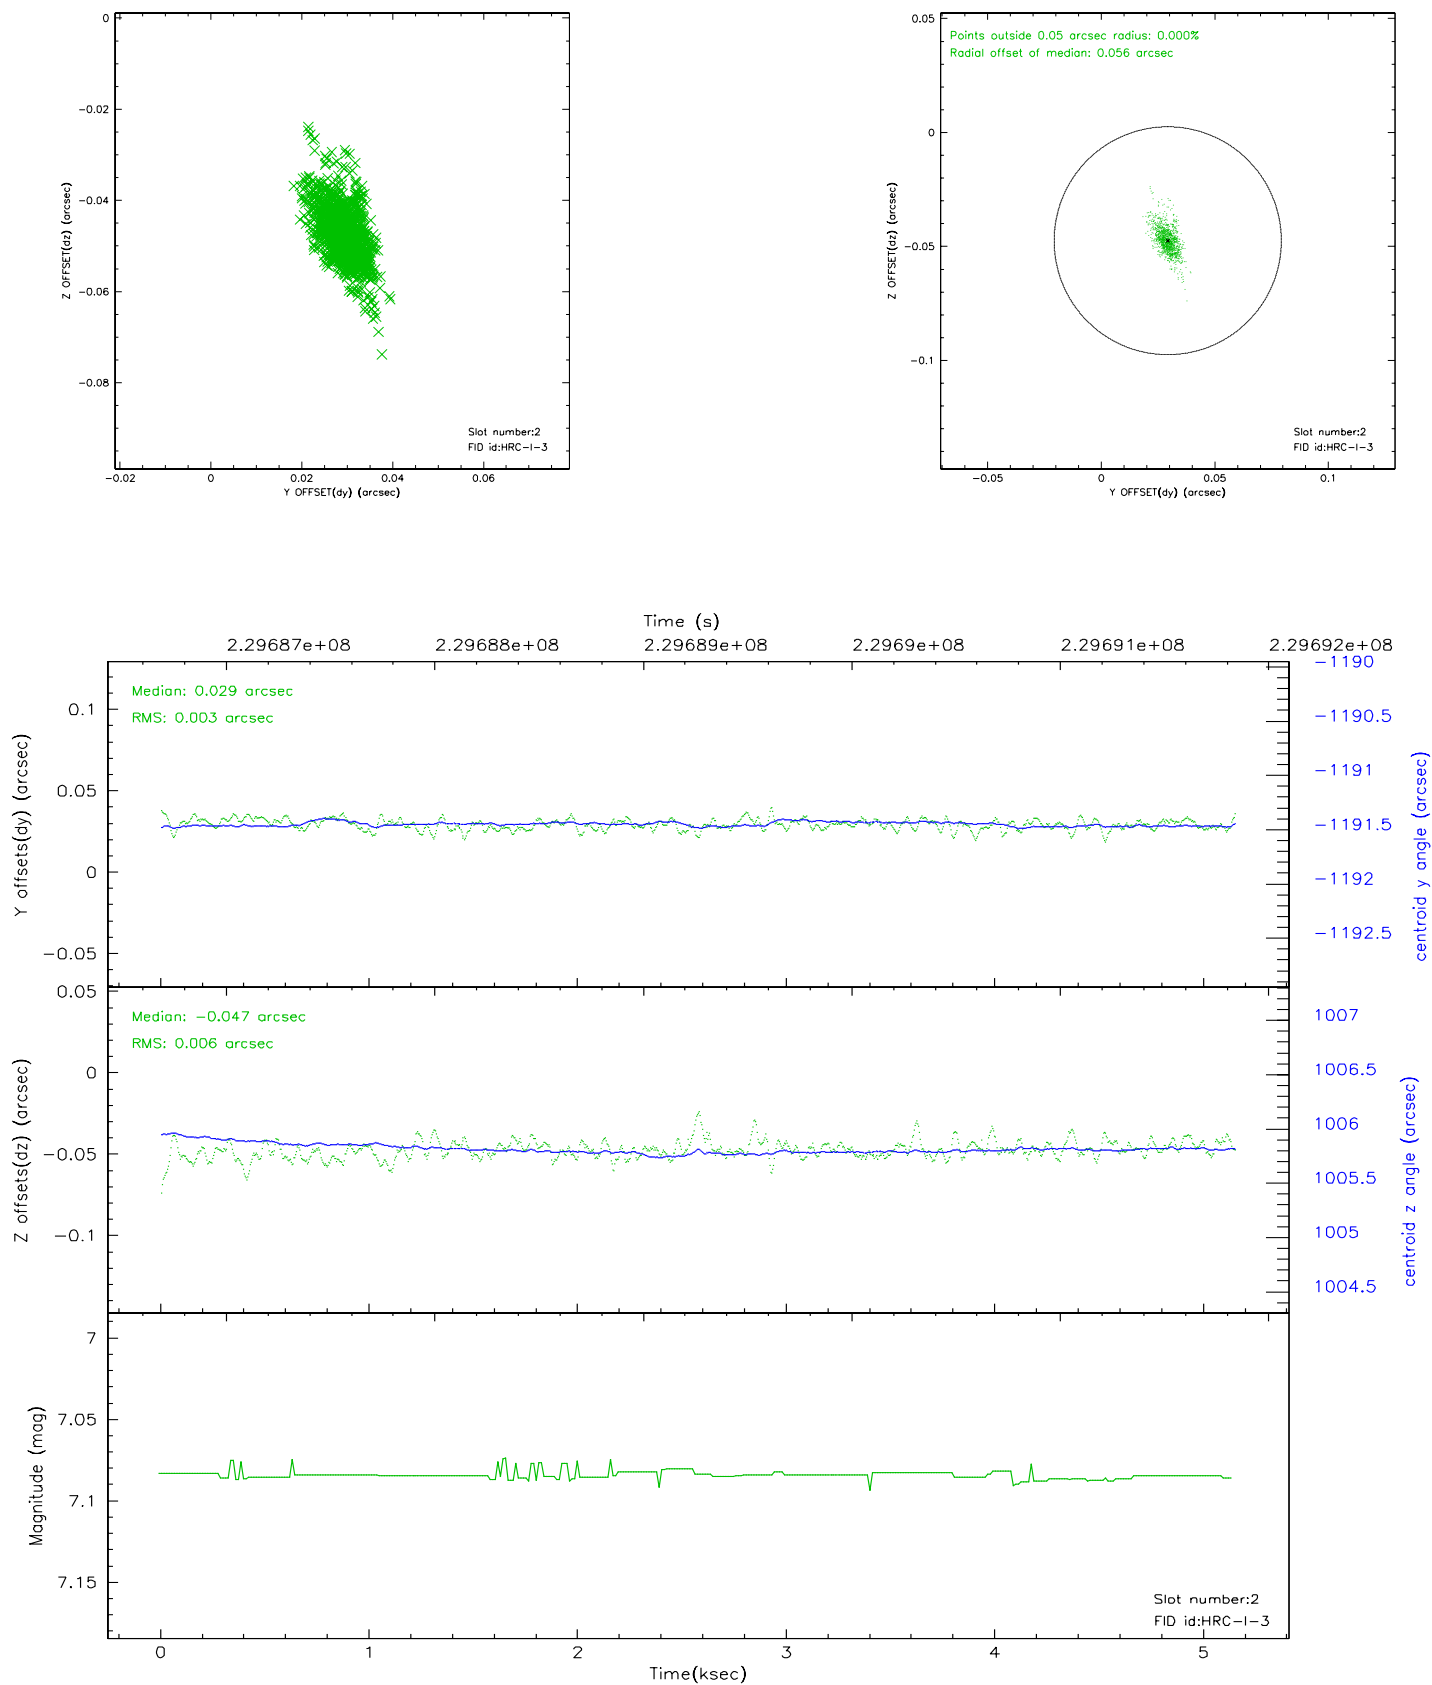 0
-0.02
-0.04
-0.06
-0.08
Z OFFSET(dz) (arcsec)
Slot number:2
FID id:HRC-I-3
-0.02
0
0.02
0.04
0.06
Y OFFSET(dy) (arcsec)
0.05
0
-0.05
-0.1
Z OFFSET(dz) (arcsec)
Points outside 0.05 arcsec radius: 0.000%
Radial offset of median: 0.056 arcsec
Slot number:2
FID id:HRC-I-3
-0.05
0
0.05
0.1
Y OFFSET(dy) (arcsec)
Time (s)
2.29687e+08
2.29688e+08
2.29689e+08
2.2969e+08
2.29691e+08
2.29692e+08
Median: 0.029 arcsec
RMS: 0.003 arcsec
0.1
0.05
0
-0.05
Y offsets(dy) (arcsec)
-1190
-1190.5
-1191
-1191.5
-1192
-1192.5
centroid y angle (arcsec)
Median: -0.047 arcsec
RMS: 0.006 arcsec
0.05
0
-0.05
-0.1
Z offsets(dz) (arcsec)
1007
1006.5
1006
1005.5
1005
1004.5
centroid z angle (arcsec)
7
7.05
7.1
7.15
Magnitude (mag)
Slot number:2
FID id:HRC-I-3
0
1
2
3
4
5
Time(ksec)